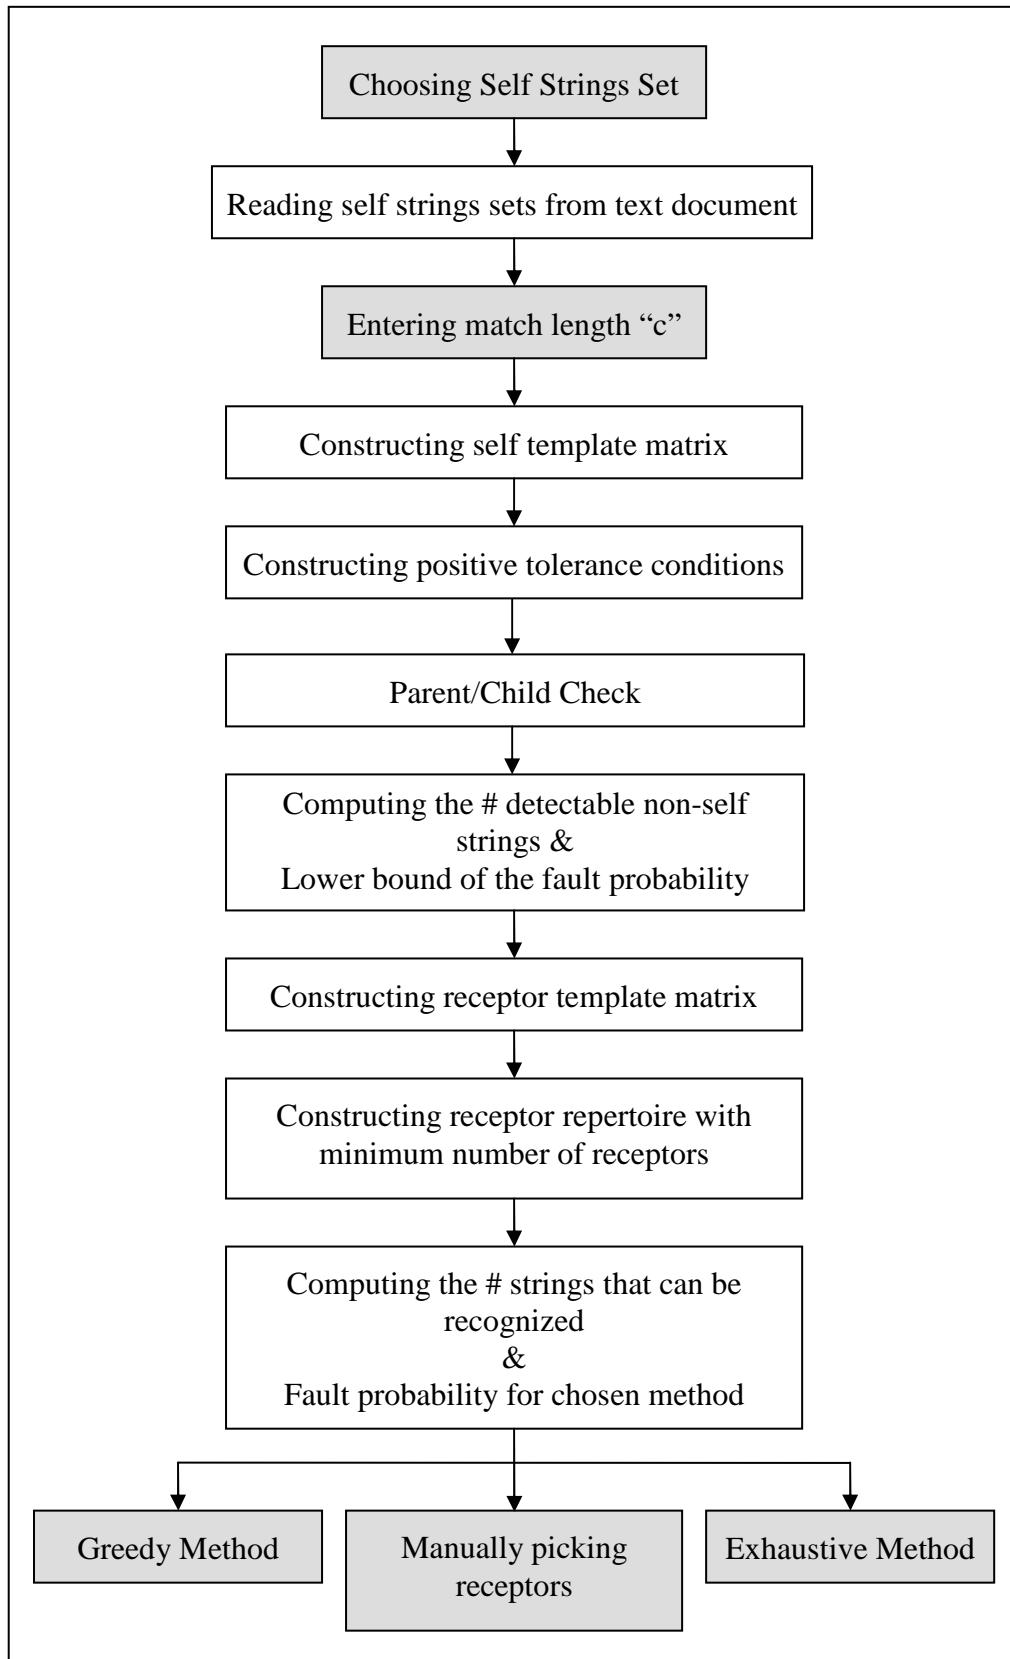 Choosing Self Strings Set
Reading self strings sets from text document
Entering match length “c”
Constructing self template matrix
Constructing positive tolerance conditions
Parent/Child Check
Computing the # detectable non-self
strings &
Lower bound of the fault probability
Constructing receptor template matrix
Constructing receptor repertoire with
minimum number of receptors
Computing the # strings that can be
recognized
&
Fault probability for chosen method
Greedy Method
Manually picking
receptors
Exhaustive Method